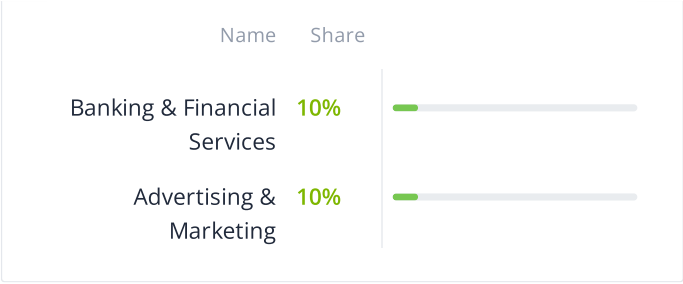 Name Share
Banking & Financial 10%
Services
Advertising & 10%
Marketing